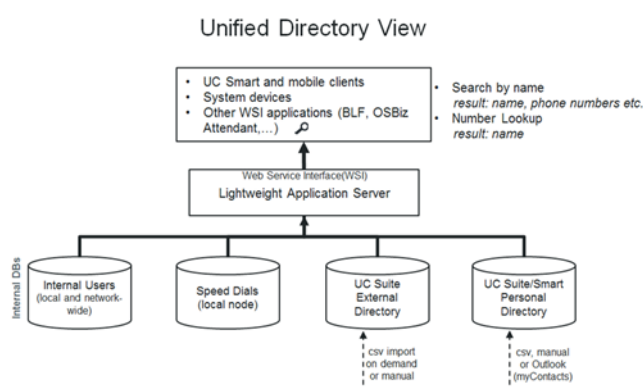 Unified Directory View
• UC Smart and mobile clients
• System devices
• Other WSI applications (BLF, OSBiz
Attendant,…)
• Search by name
result: name, phone numbers etc.
• Number Lookup
result: name
Web Service Interface(WSI)
Lightweight Application Server
Internal DBs
Internal Users
(local and network-
wide)
Speed Dials
(local node)
UC Suite
External
Directory
UC Suite/Smart
Personal
Directory
csv import
on demand
or manual
csv, manual
or Outlook
(myContacts)